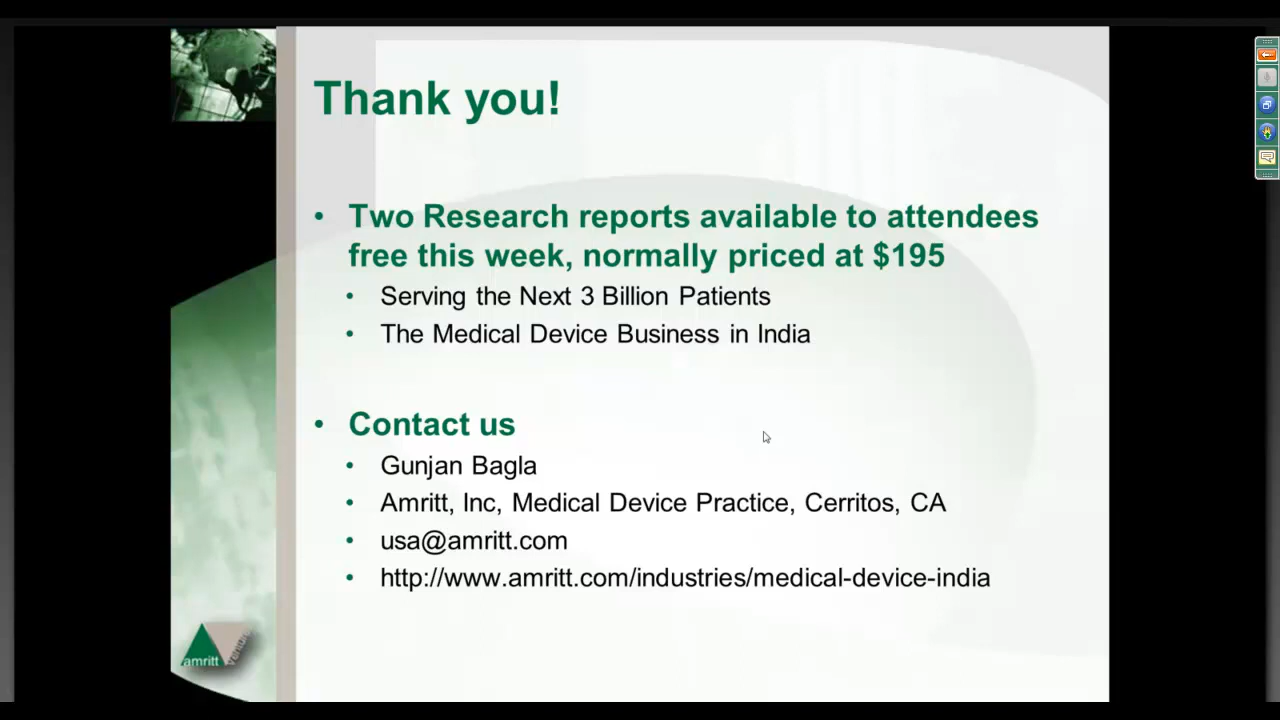 Thank you!
• Two Research reports available to attendees
free this week, normally priced at $195
• Serving the Next 3 Billion Patients
• The Medical Device Business in India
• Contact us
• Gunjan Bagla
• Amritt, Inc, Medical Device Practice, Cerritos, CA
• usa@amritt.com
• http://www.amritt.com/industries/medical-device-india
amritt